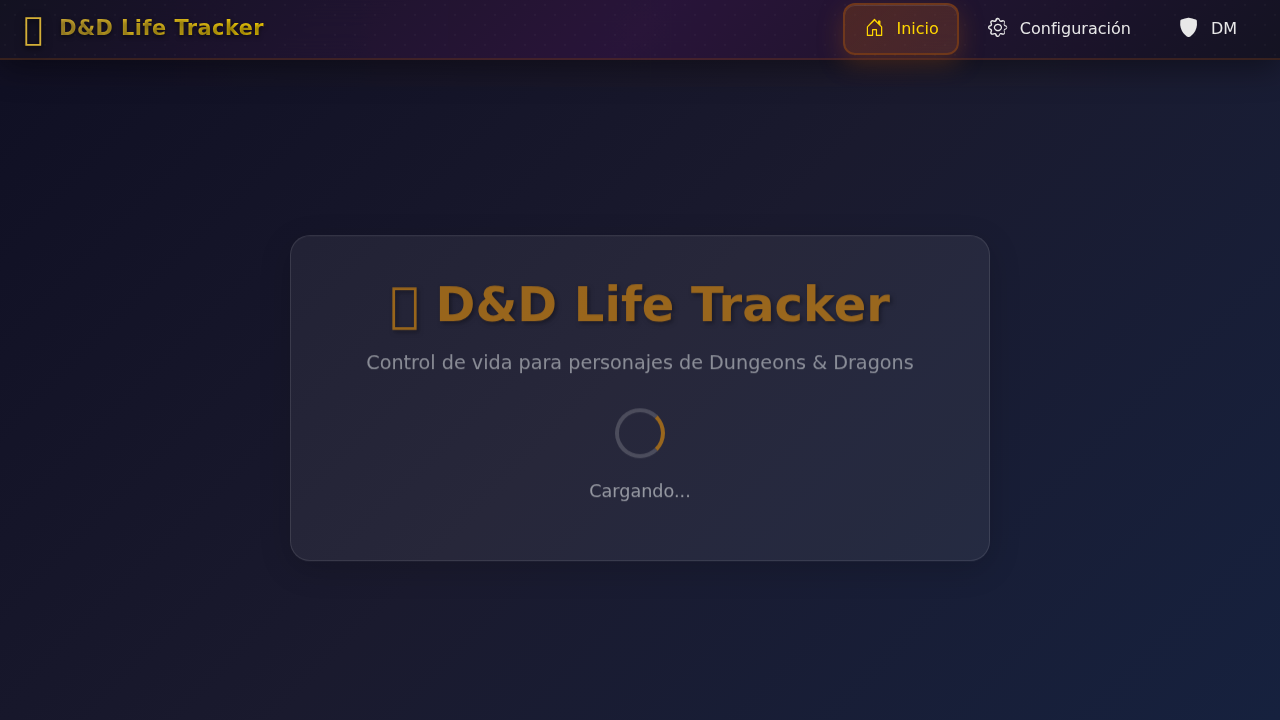 D&D Life Tracker
Inicio
Configuración
DM
D&D Life Tracker
Control de vida para personajes de Dungeons & Dragons
Cargando...